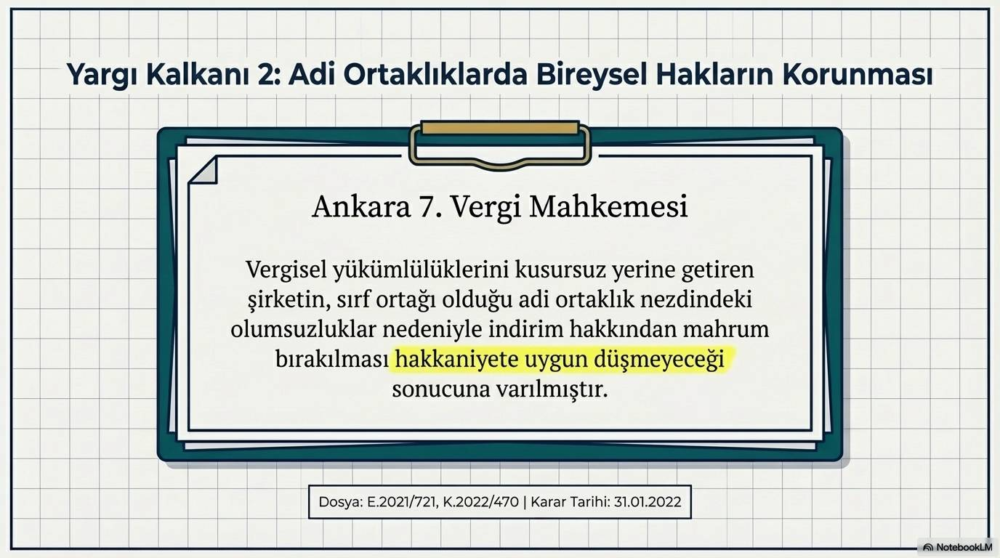 Yargı Kalkanı 2: Adi Ortaklıklarda Bireysel Hakların Korunması
Ankara 7. Vergi Mahkemesi
Vergisel yükümlülüklerini kusursuz yerine getiren
şirketin, sırf ortağı olduğu adi ortaklık nezdindeki
olumsuzluklar nedeniyle indirim hakkından mahrum
bırakılması hakkaniyete uygun düşmeyeceği
sonucuna varılmıştır.
Dosya: E.2021/721, K.2022/470 | Karar Tarihi: 31.01.2022
NotebookLM